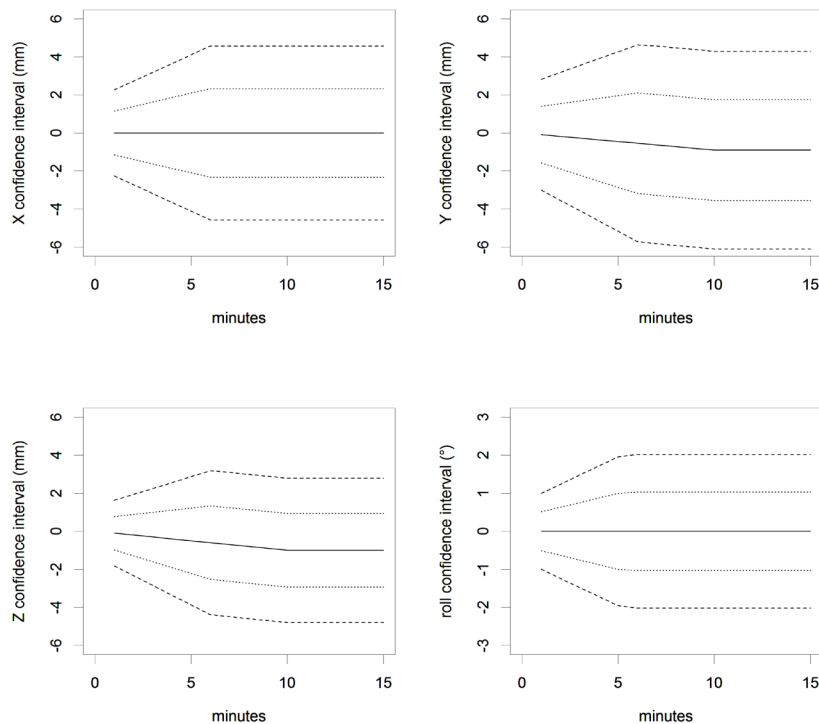 X confidence interval (mm)
6
4
2
0
-2
-4
-6
0 5 10 15
minutes
Y confidence interval (mm)
6
4
2
0
-2
-4
-6
0 5 10 15
minutes
Z confidence interval (mm)
6
4
2
0
-2
-4
-6
0 5 10 15
minutes
roll confidence interval (°)
3
2
1
0
-1
-2
-3
0 5 10 15
minutes